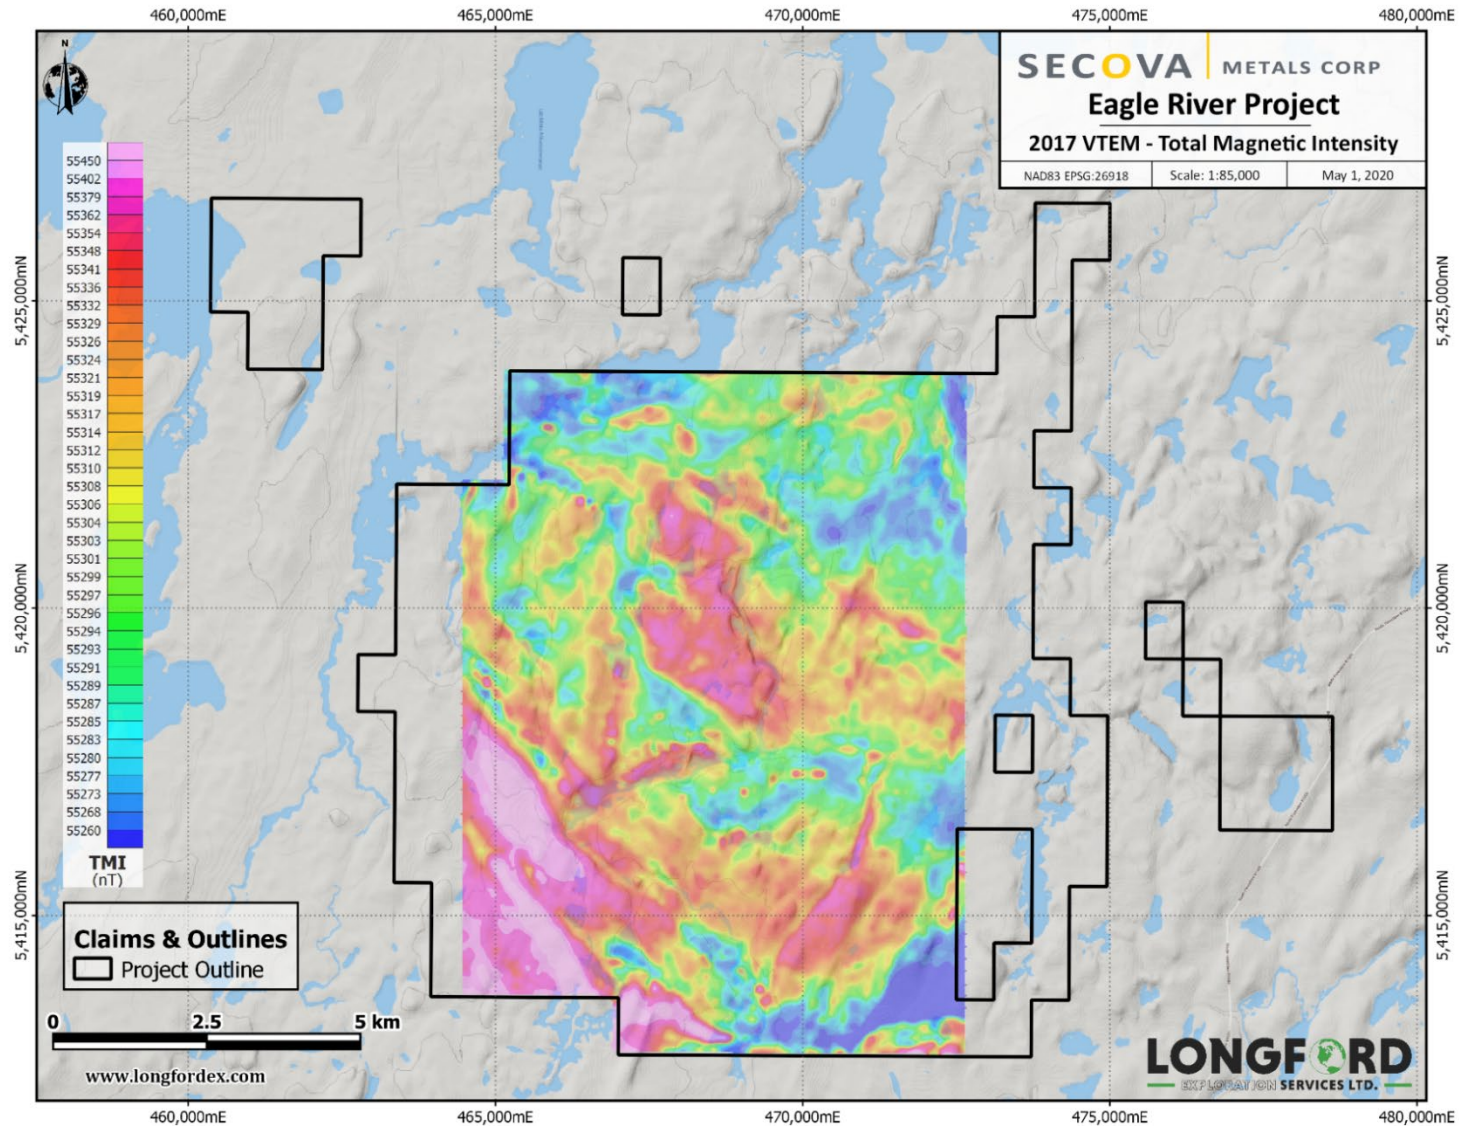 460,000mE 465,000mE 470,000mE 475,000mE 480,000mE
N
SECOVA METALS CORP
Eagle River Project
2017 VTEM - Total Magnetic Intensity
NAD83 EPSG:26918 Scale: 1:85,000 May 1, 2020
55450
55402
55379
55362
55354
55348
55341
55336
55332
55329
55326
55324
55321
55319
55317
55314
55312
55310
55308
55306
55304
55303
55301
55299
55297
55296
55294
55293
55291
55289
55287
55285
55283
55280
55277
55273
55268
55260
TMI
(nT)
5,425,000mN
5,420,000mN
5,415,000mN
5,425,000mN
5,420,000mN
5,415,000mN
Claims & Outlines
Project Outline
0 2.5 5 km
www.longfordex.com
LONGFORD
EXPLORATION SERVICES LTD.
460,000mE 465,000mE 470,000mE 475,000mE 480,000mE